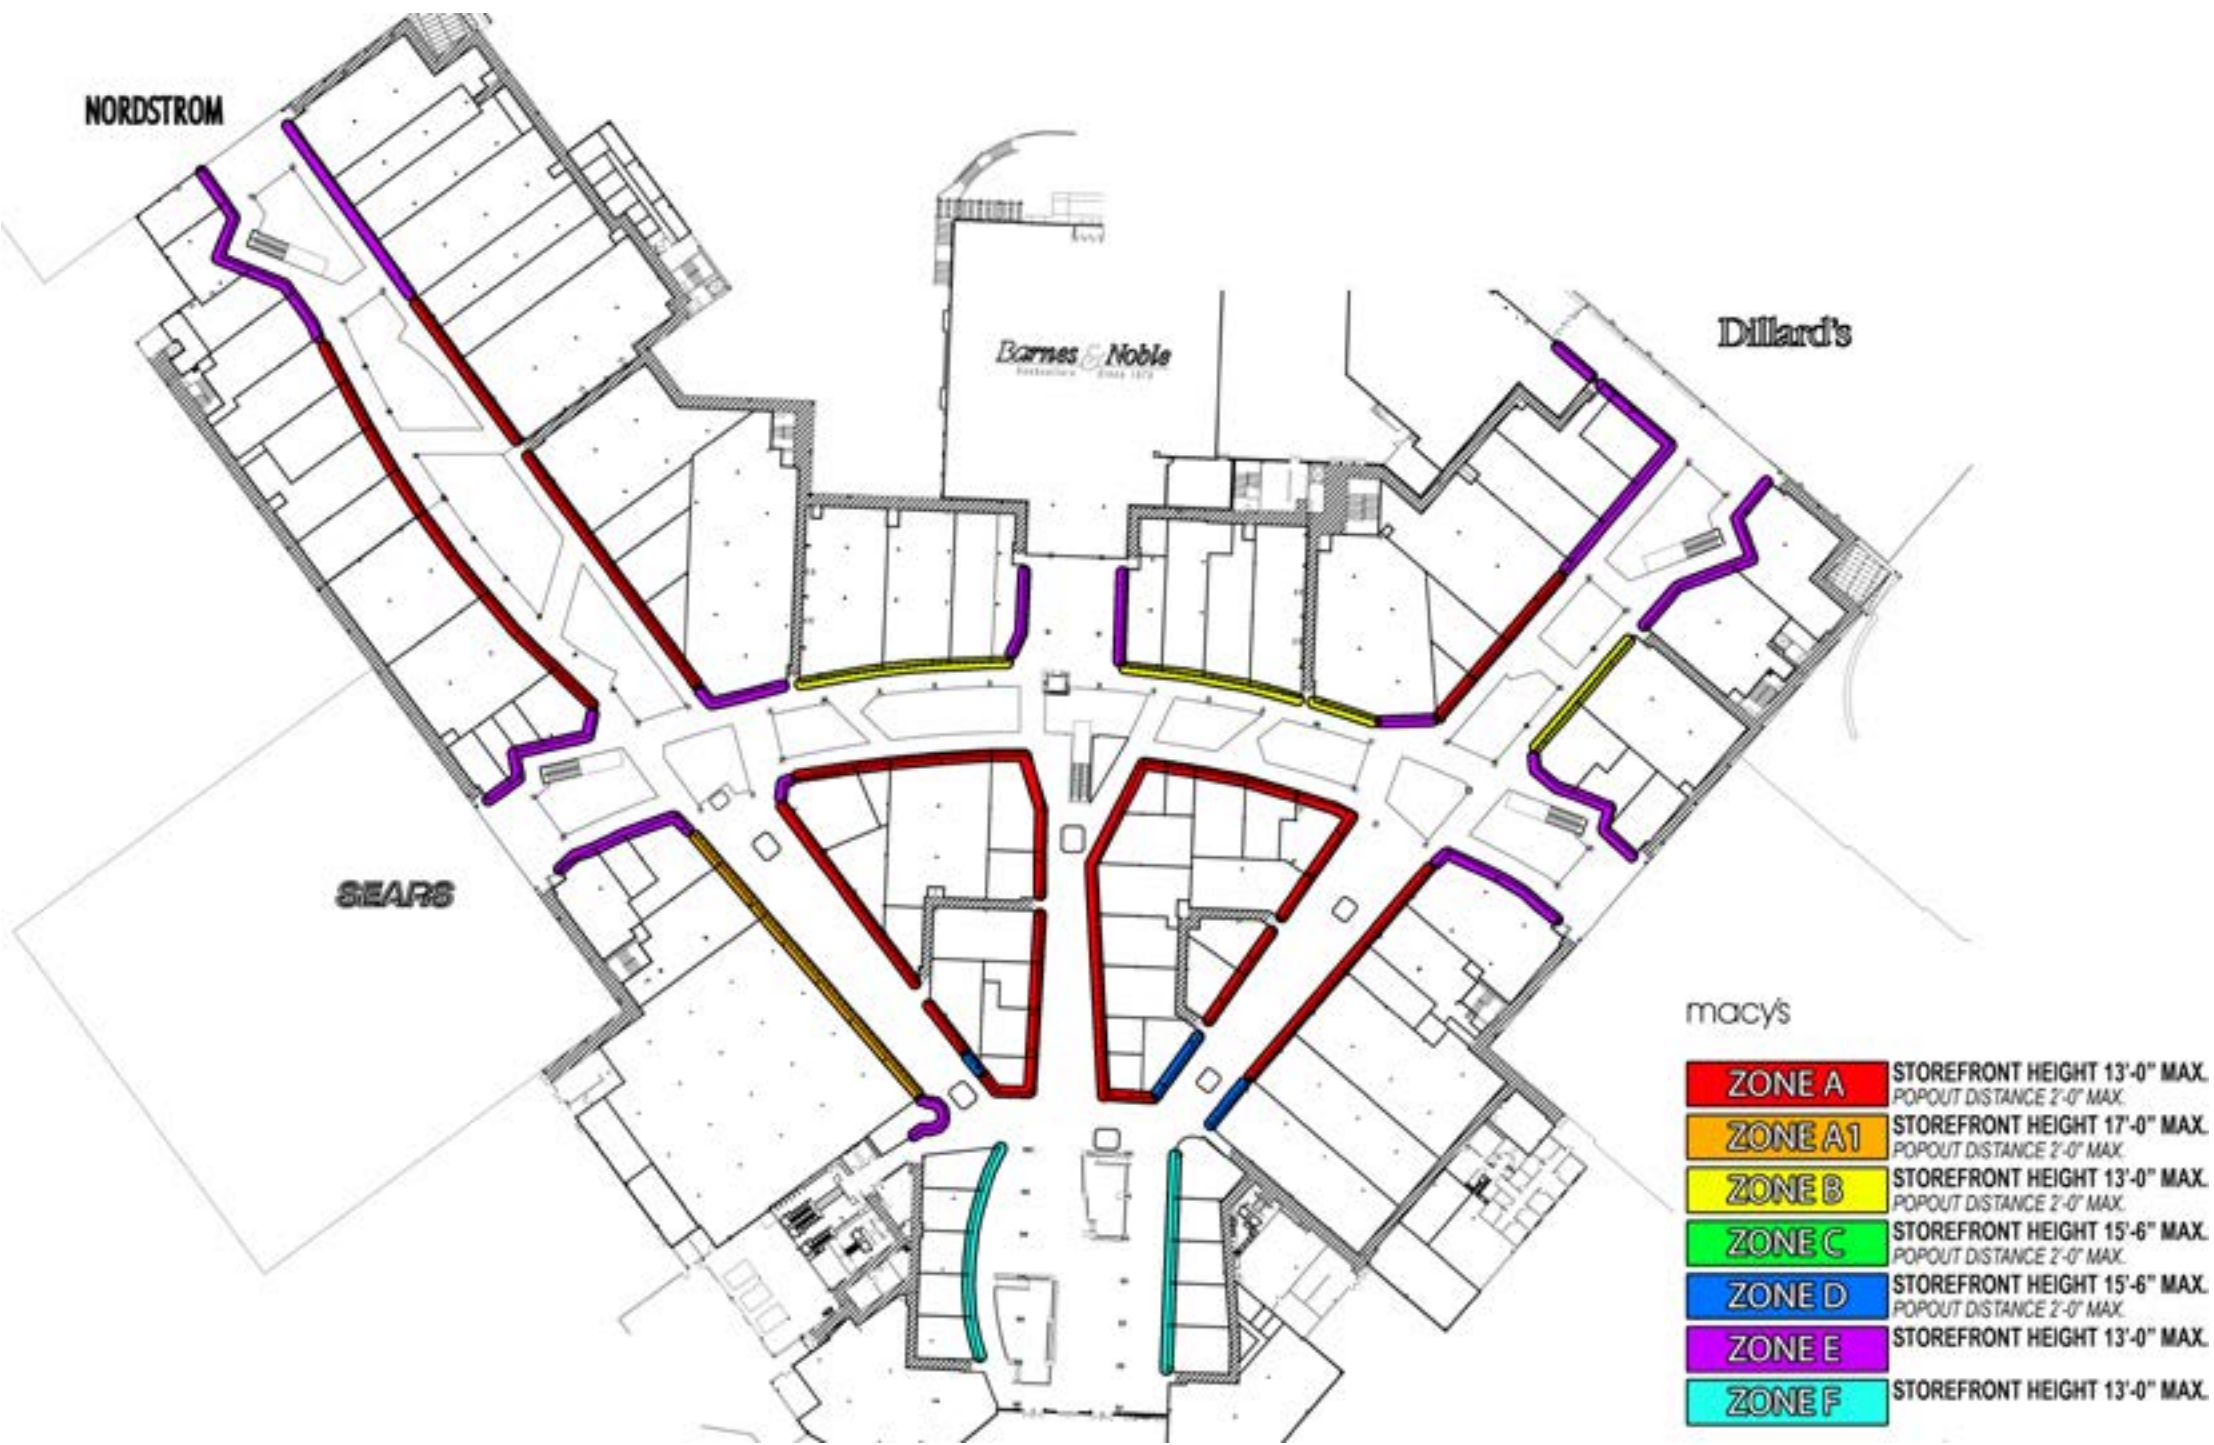 NORDSTROM
Barnes & Noble
Booksellers Since 1873
Dillard's
SEARS
macy's
ZONE A STOREFRONT HEIGHT 13'-0" MAX.
POPOUT DISTANCE 2'-0" MAX.
ZONE A1 STOREFRONT HEIGHT 17'-0" MAX.
POPOUT DISTANCE 2'-0" MAX.
ZONE B STOREFRONT HEIGHT 13'-0" MAX.
POPOUT DISTANCE 2'-0" MAX.
ZONE C STOREFRONT HEIGHT 15'-6" MAX.
POPOUT DISTANCE 2'-0" MAX.
ZONE D STOREFRONT HEIGHT 15'-6" MAX.
POPOUT DISTANCE 2'-0" MAX.
ZONE E STOREFRONT HEIGHT 13'-0" MAX.
ZONE F STOREFRONT HEIGHT 13'-0" MAX.